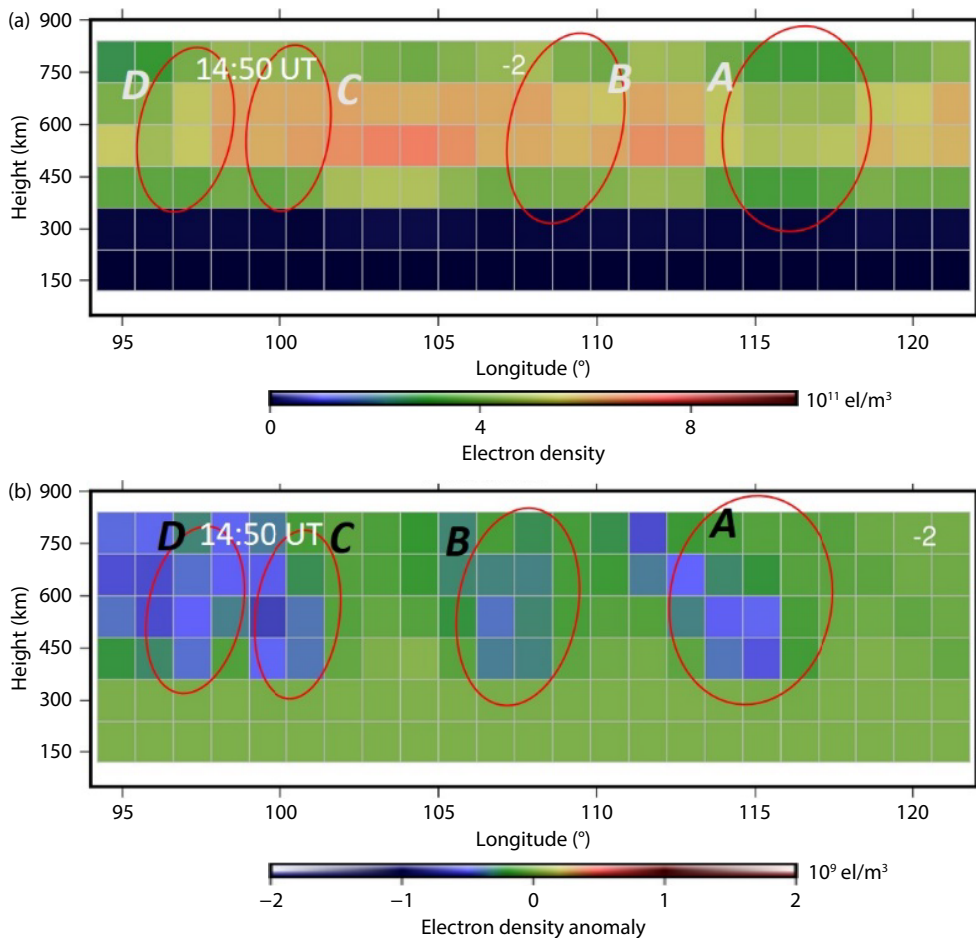 (a)
900
750
600
450
300
150
Height (km)
D 14:50 UT C -2 B A
95 100 105 110 115 120
Longitude (°)
10¹¹ el/m³
0 4 8
Electron density
(b)
900
750
600
450
300
150
Height (km)
D 14:50 UT C B A -2
95 100 105 110 115 120
Longitude (°)
10⁹ el/m³
−2 −1 0 1 2
Electron density anomaly